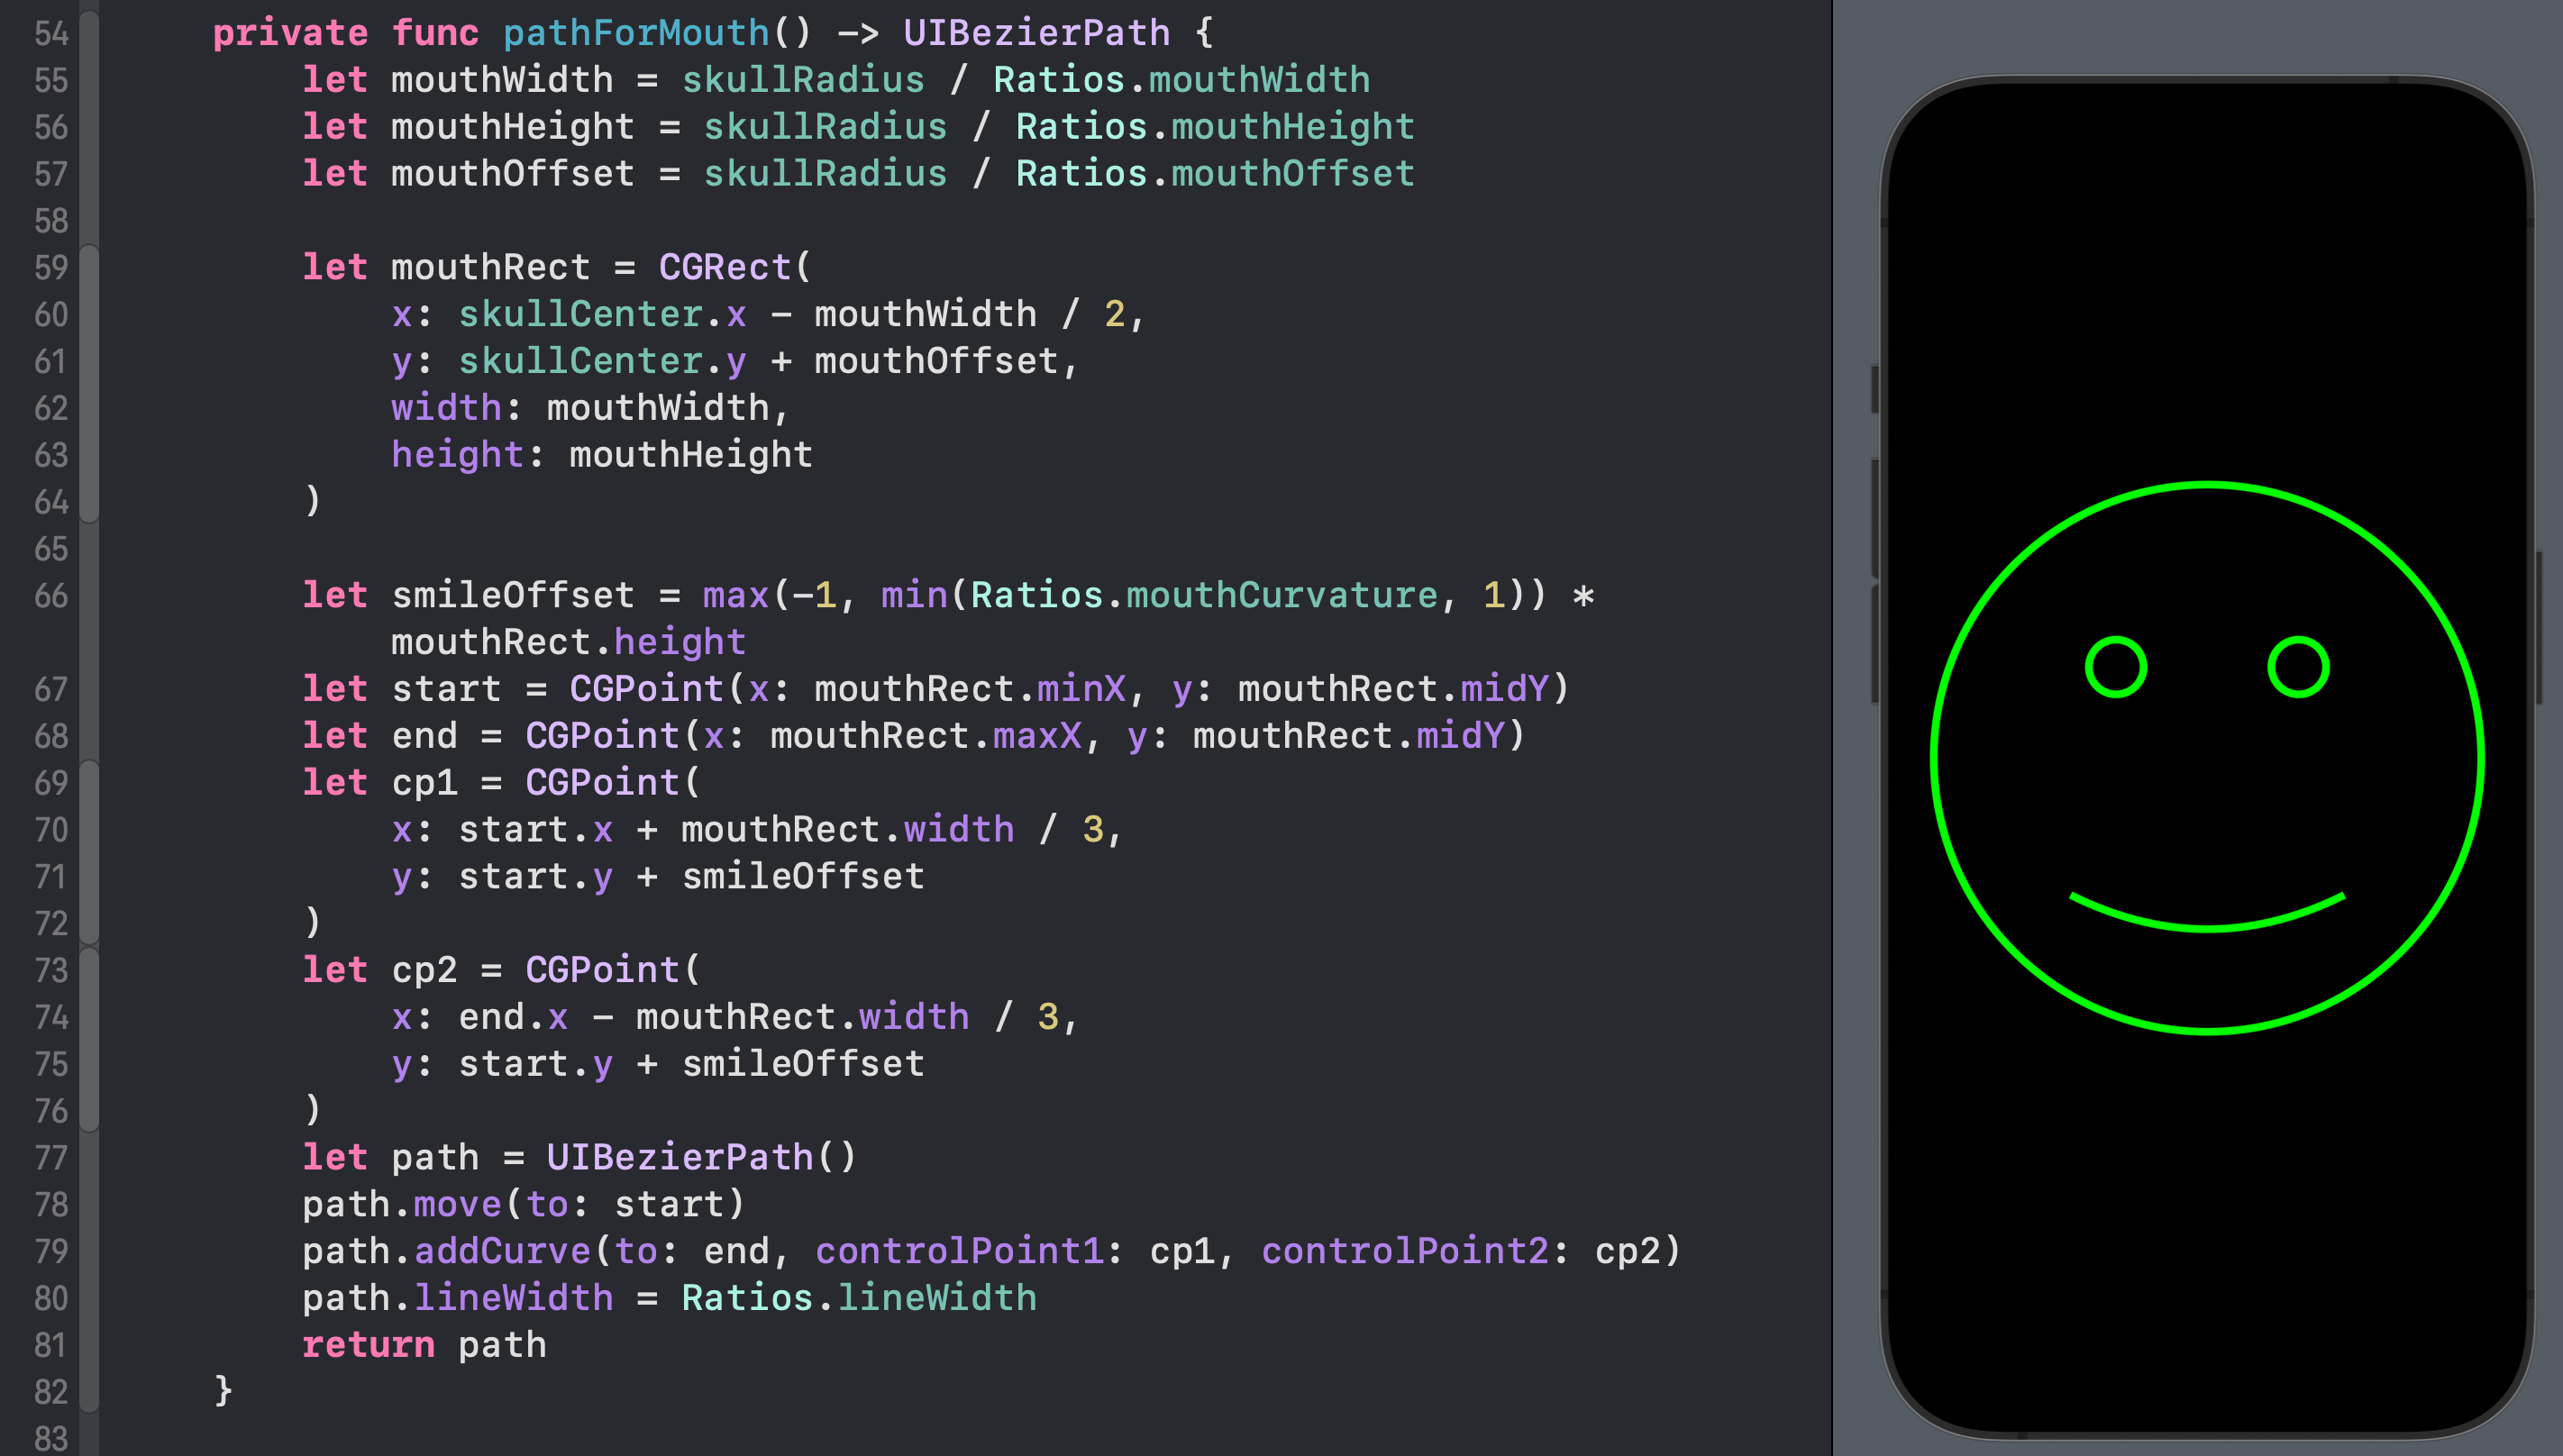 54 private func pathForMouth() -> UIBezierPath {
55 let mouthWidth = skullRadius / Ratios.mouthWidth
56 let mouthHeight = skullRadius / Ratios.mouthHeight
57 let mouthOffset = skullRadius / Ratios.mouthOffset
58
59 let mouthRect = CGRect(
60 x: skullCenter.x - mouthWidth / 2,
61 y: skullCenter.y + mouthOffset,
62 width: mouthWidth,
63 height: mouthHeight
64 )
65
66 let smileOffset = max(-1, min(Ratios.mouthCurvature, 1)) *
mouthRect.height
67 let start = CGPoint(x: mouthRect.minX, y: mouthRect.midY)
68 let end = CGPoint(x: mouthRect.maxX, y: mouthRect.midY)
69 let cp1 = CGPoint(
70 x: start.x + mouthRect.width / 3,
71 y: start.y + smileOffset
72 )
73 let cp2 = CGPoint(
74 x: end.x - mouthRect.width / 3,
75 y: start.y + smileOffset
76 )
77 let path = UIBezierPath()
78 path.move(to: start)
79 path.addCurve(to: end, controlPoint1: cp1, controlPoint2: cp2)
80 path.lineWidth = Ratios.lineWidth
81 return path
82 }
83